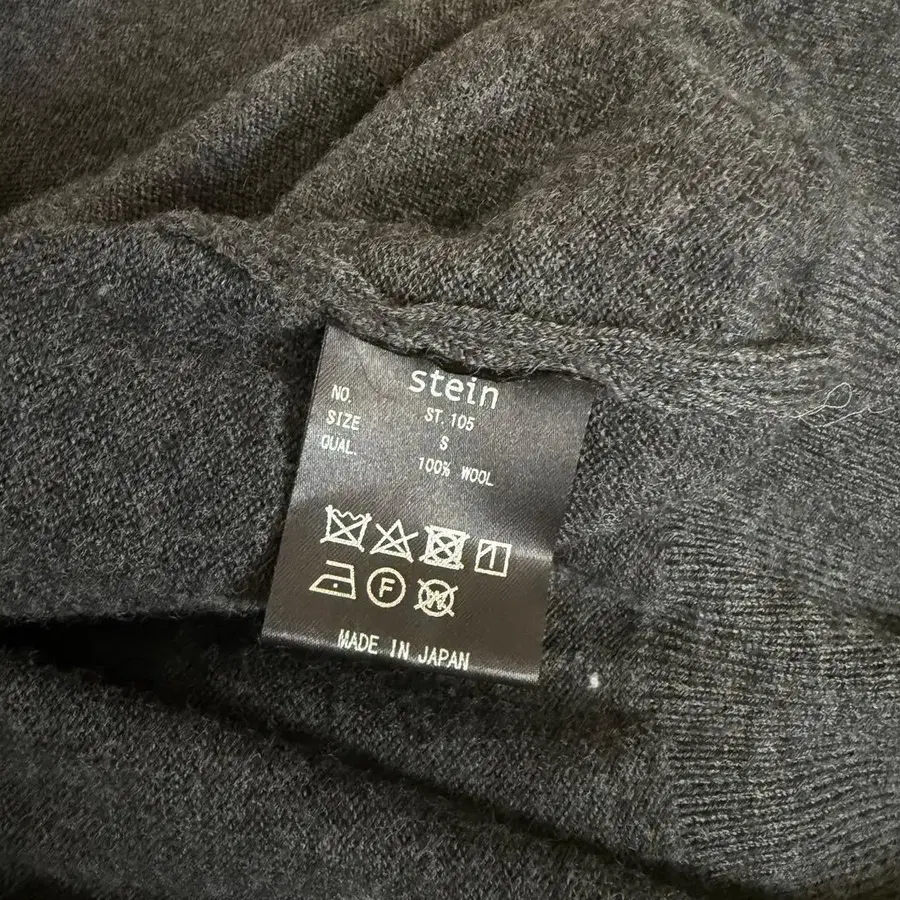 stein
NO. ST.105
SIZE S
QUAL. 100% WOOL
F W
MADE IN JAPAN